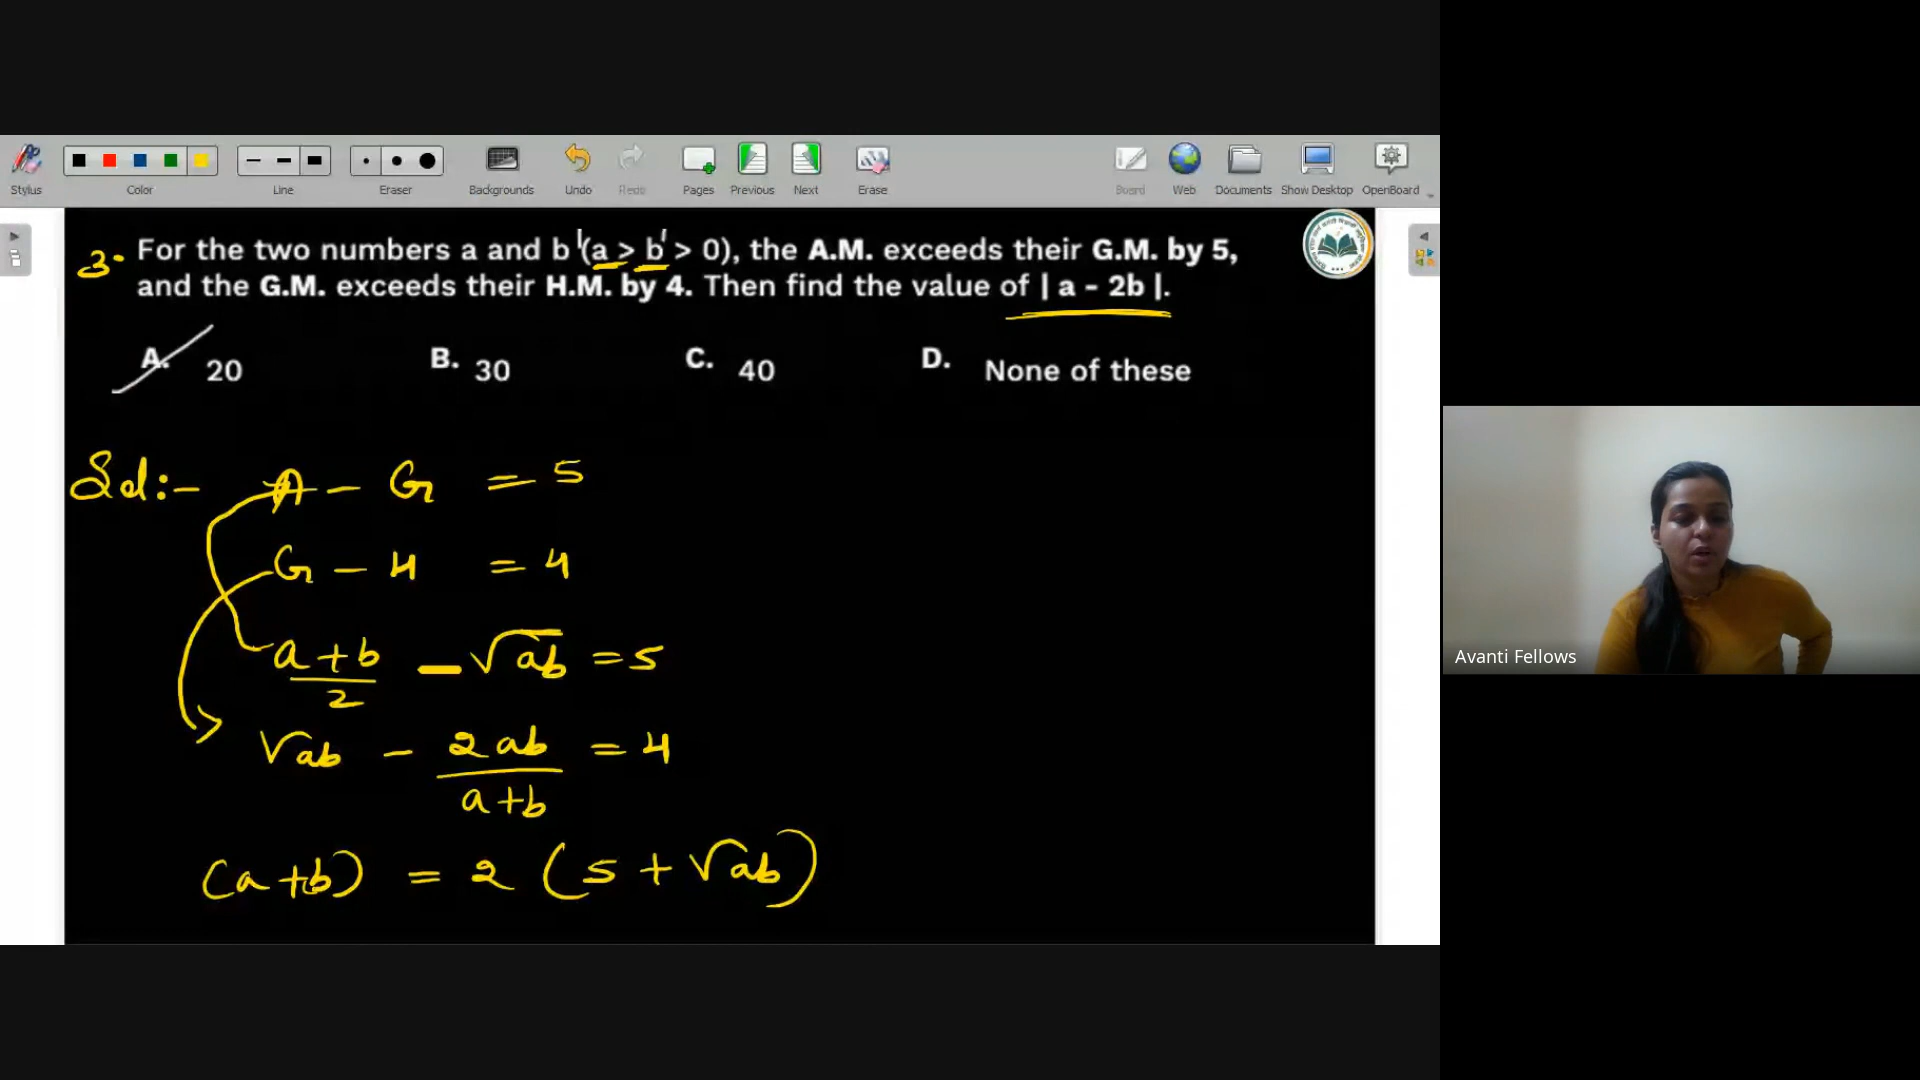 Stylus
Color
Line
Eraser
Backgrounds
Undo
Redo
Pages
Previous
Next
Erase
Board
Web
Documents
Show Desktop
OpenBoard
3. For the two numbers a and b (a > b > 0), the A.M. exceeds their G.M. by 5,
and the G.M. exceeds their H.M. by 4. Then find the value of | a - 2b |.
A. 20 B. 30 C. 40 D. None of these
Sol:- A - G = 5
G - H = 4
a+b/2 - √ab = 5
√ab - 2ab/a+b = 4
(a+b) = 2 (5 + √ab)
Avanti Fellows